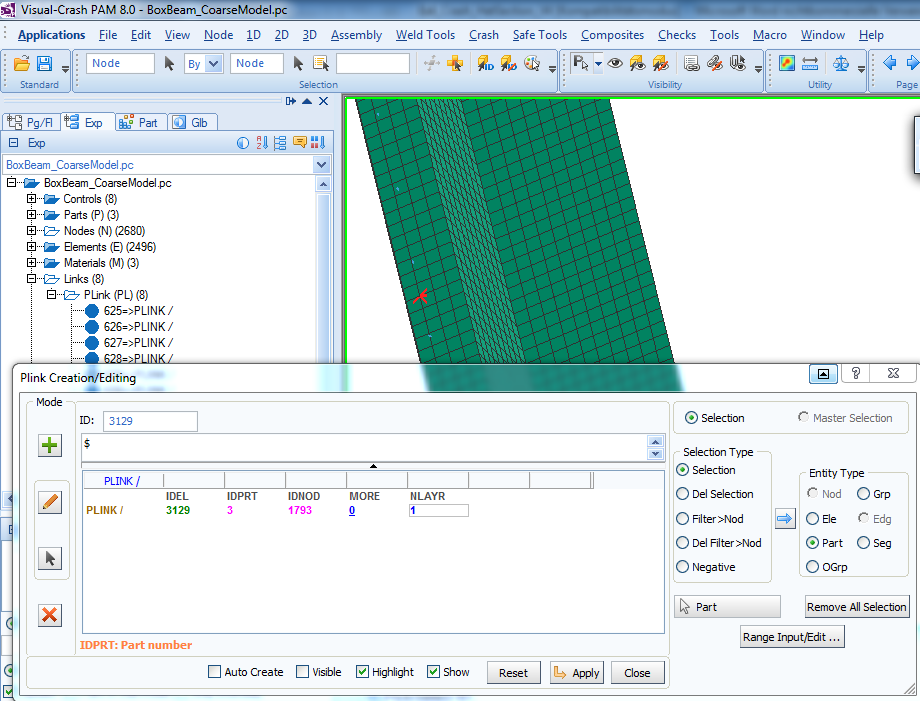 Visual-Crash PAM 8.0 - BoxBeam_CoarseModel.pc
Applications File Edit View Node 1D 2D 3D Assembly Weld Tools Crash Safe Tools Composites Checks Tools Macro Window Help
Node By Node
Standard Selection Visibility Utility Page
Pg/Fl Exp Part Glb
Exp
BoxBeam_CoarseModel.pc
BoxBeam_CoarseModel.pc
Controls (8)
Parts (P) (3)
Nodes (N) (2680)
Elements (E) (2496)
Materials (M) (3)
Links (8)
PLink (PL) (8)
625=>PLINK /
626=>PLINK /
627=>PLINK /
628=>PLINK /
Plink Creation/Editing
Mode
ID: 3129
$
PLINK /
IDEL IDPRT IDNOD MORE NLAYR
PLINK / 3129 3 1793 0 1
IDPRT: Part number
Selection Master Selection
Selection Type
Selection
Del Selection
Filter>Nod
Del Filter>Nod
Negative
Entity Type
Nod Grp
Ele Edg
Part Seg
OGrp
Part Remove All Selection
Range Input/Edit ...
Auto Create Visible Highlight Show Reset Apply Close